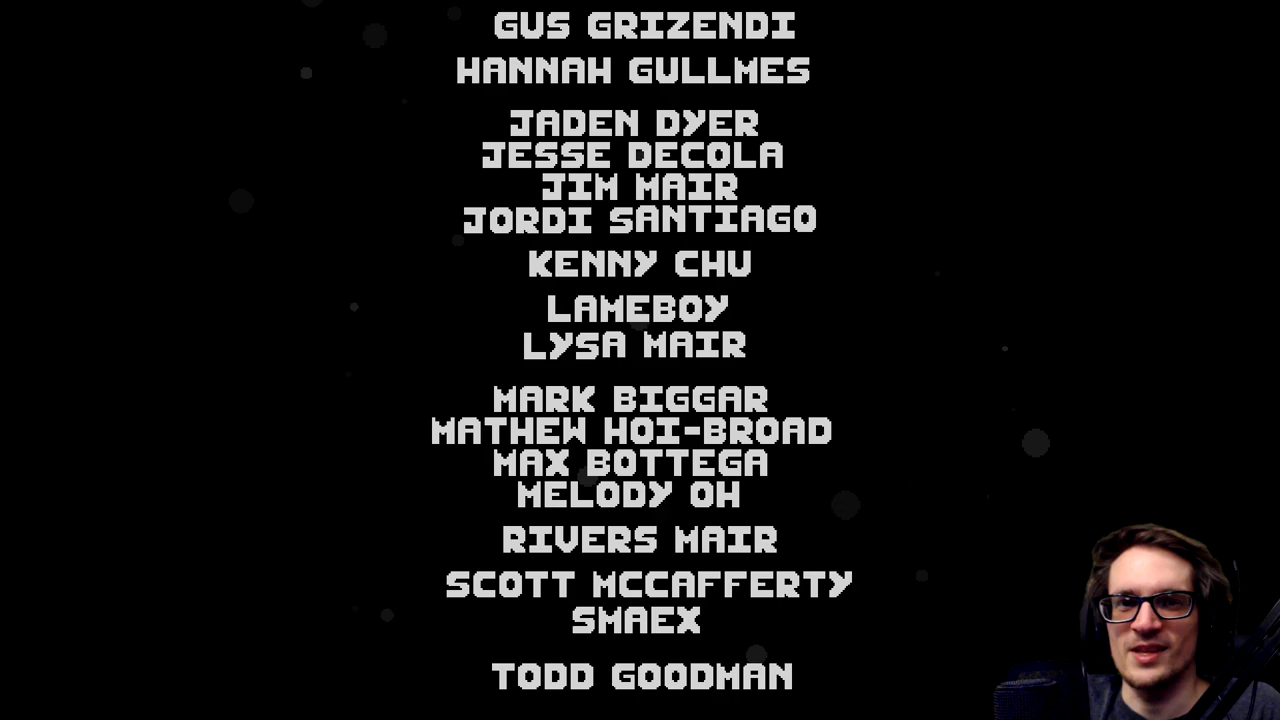 GUS GRIZENDI
HANNAH GULLMES
JADEN DYER
JESSE DECOLA
JIM MAIR
JORDI SANTIAGO
KENNY CHU
LAMEBOY
LYSA MAIR
MARK BIGGAR
MATHEW HOI-BROAD
MAX BOTTEGA
MELODY OH
RIVERS MAIR
SCOTT MCCAFFERTY
SMAEX
TODD GOODMAN